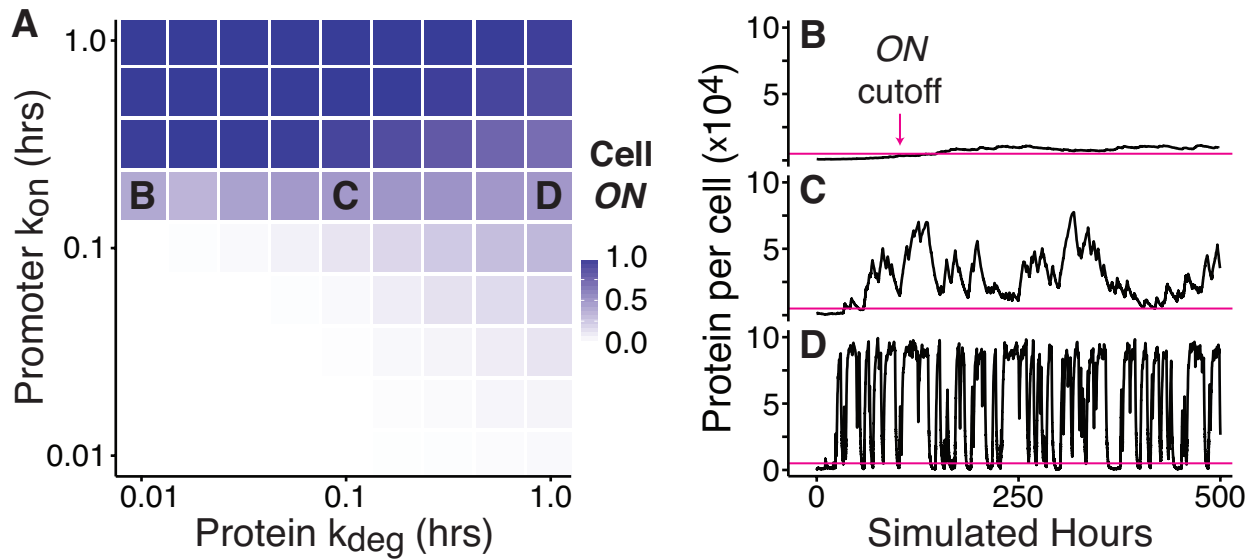 A
1.0
0.1
0.01
Promoter kon (hrs)
B
C
D
0.01
0.1
1.0
Protein kdeg (hrs)
Cell
ON
1.0
0.5
0.0
Protein per cell (x10⁴)
B
ON
cutoff
10
5
C
10
5
D
10
5
0
0
250
500
Simulated Hours